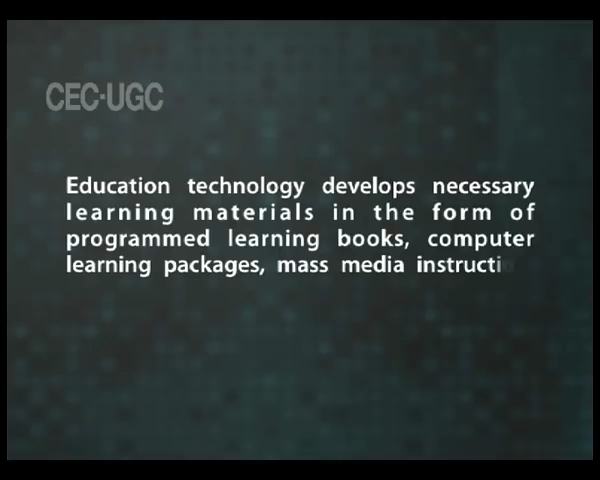 CEC-UGC
Education technology develops necessary
learning materials in the form of
programmed learning books, computer
learning packages, mass media